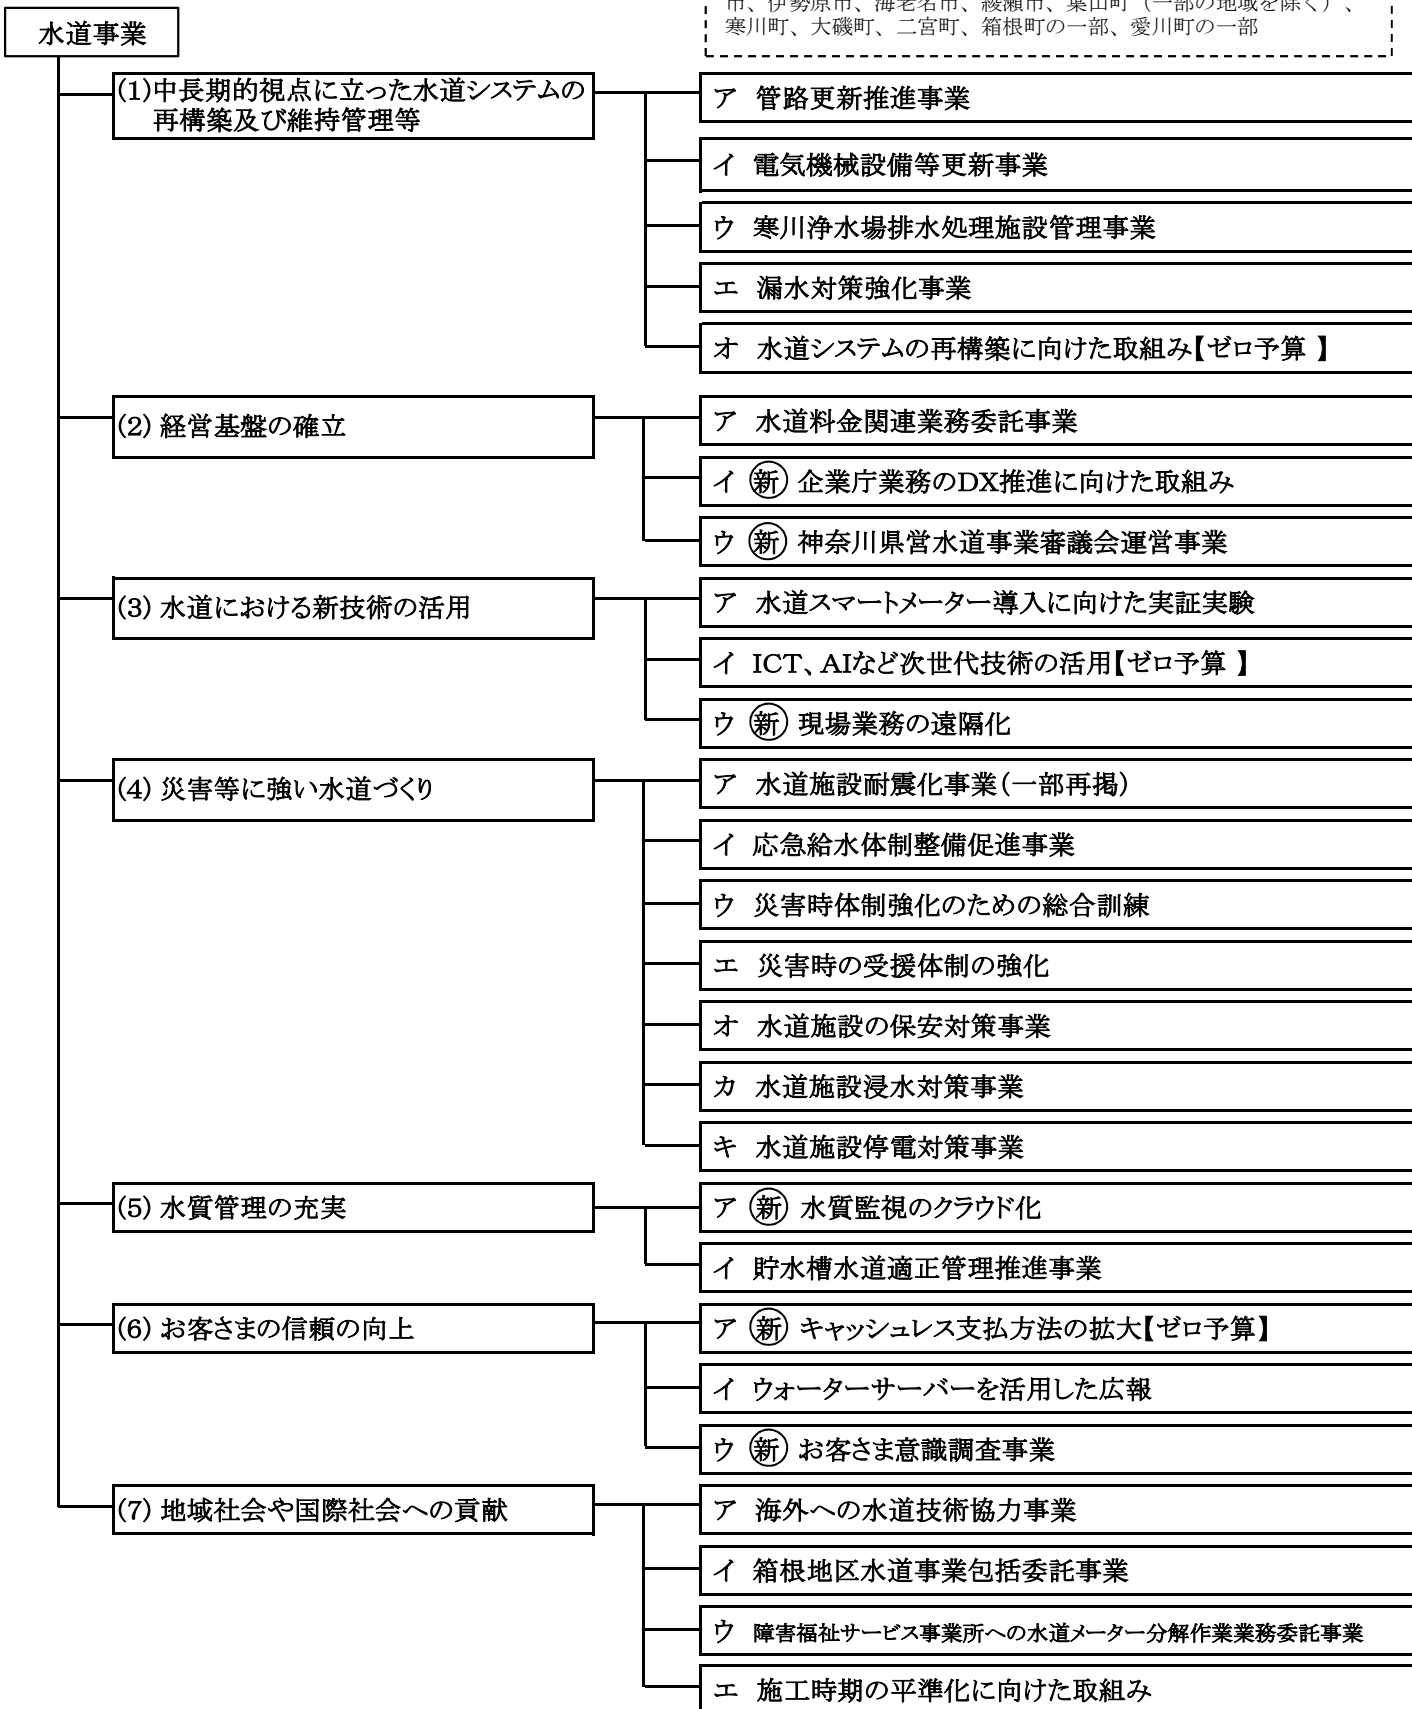 市、伊勢原市、海老名市、綾瀬市、葉山町（一部の地域を除く）、
寒川町、大磯町、二宮町、箱根町の一部、愛川町の一部
水道事業
(1)中長期的視点に立った水道システムの
再構築及び維持管理等
ア 管路更新推進事業
イ 電気機械設備等更新事業
ウ 寒川浄水場排水処理施設管理事業
エ 漏水対策強化事業
オ 水道システムの再構築に向けた取組み【ゼロ予算 】
(2) 経営基盤の確立
ア 水道料金関連業務委託事業
イ ㊟新 企業庁業務のDX推進に向けた取組み
ウ 新 神奈川県営水道事業審議会運営事業
(3) 水道における新技術の活用
ア 水道スマートメーター導入に向けた実証実験
イ ICT、AIなど次世代技術の活用【ゼロ予算 】
ウ 新 現場業務の遠隔化
(4) 災害等に強い水道づくり
ア 水道施設耐震化事業（一部再掲）
イ 応急給水体制整備促進事業
ウ 災害時体制強化のための総合訓練
エ 災害時の受援体制の強化
オ 水道施設の保安対策事業
カ 水道施設浸水対策事業
キ 水道施設停電対策事業
(5) 水質管理の充実
ア 新 水質監視のクラウド化
イ 貯水槽水道適正管理推進事業
(6) お客さまの信頼の向上
ア 新 キャッシュレス支払方法の拡大【ゼロ予算】
イ ウォーターサーバーを活用した広報
ウ 新 お客さま意識調査事業
(7) 地域社会や国際社会への貢献
ア 海外への水道技術協力事業
イ 箱根地区水道事業包括委託事業
ウ 障害福祉サービス事業所への水道メーター分解作業業務委託事業
エ 施工時期の平準化に向けた取組み